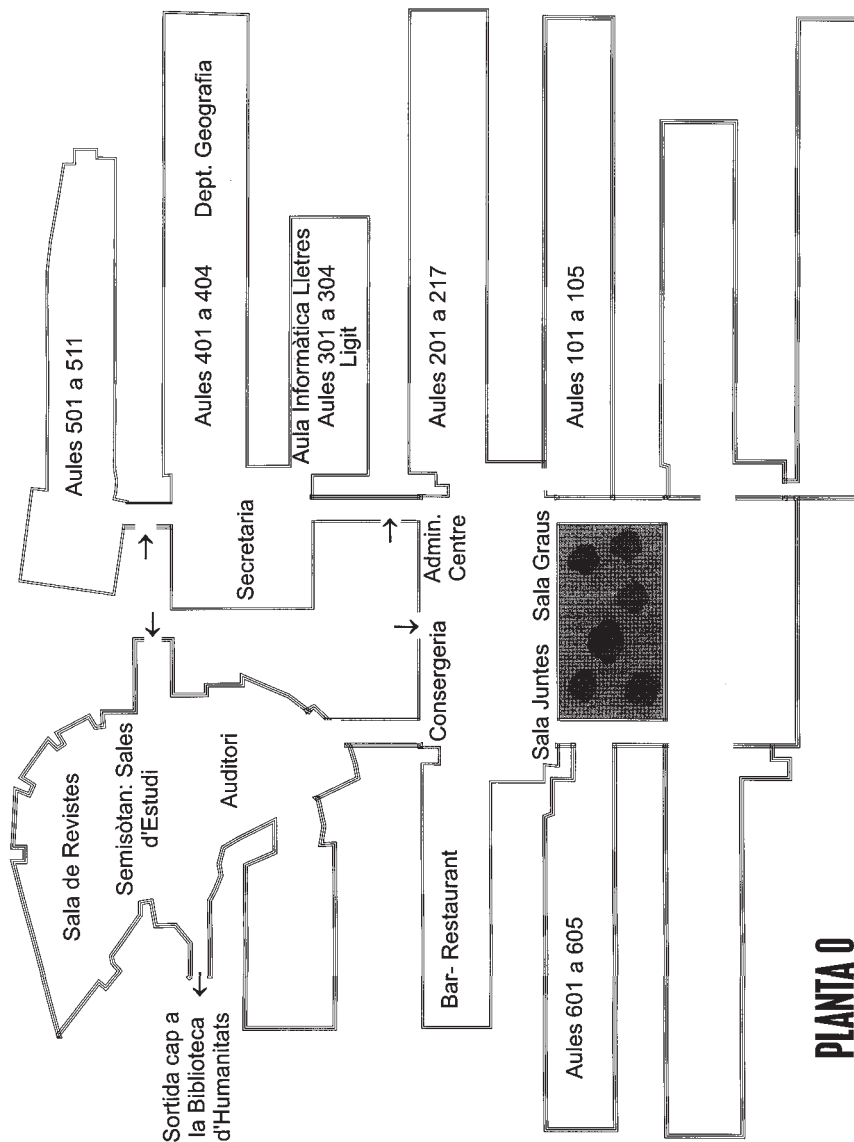 Sala de Revistes
Semisòtan: Sales
d'Estudi
Auditori
Sortida cap a
la Biblioteca
d'Humanitats
Aules 501 a 511
Aules 401 a 404
Dept. Geografia
Secretaria
Aula Informàtica Lletres
Aules 301 a 304
Ligit
Consergeria
Admin.
Centre
Aules 201 a 217
Bar- Restaurant
Sala Juntes
Sala Graus
Aules 101 a 105
Aules 601 a 605
PLANTA 0